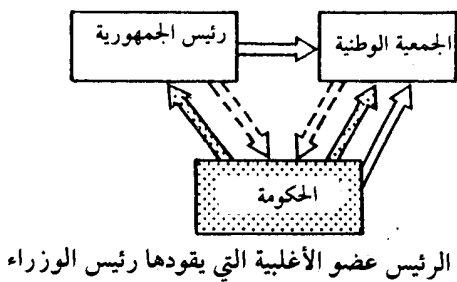 رئيس الجمهورية
الجمعية الوطنية
الحكومة
الرئيس عضو الأغلبية التي يقودها رئيس الوزراء